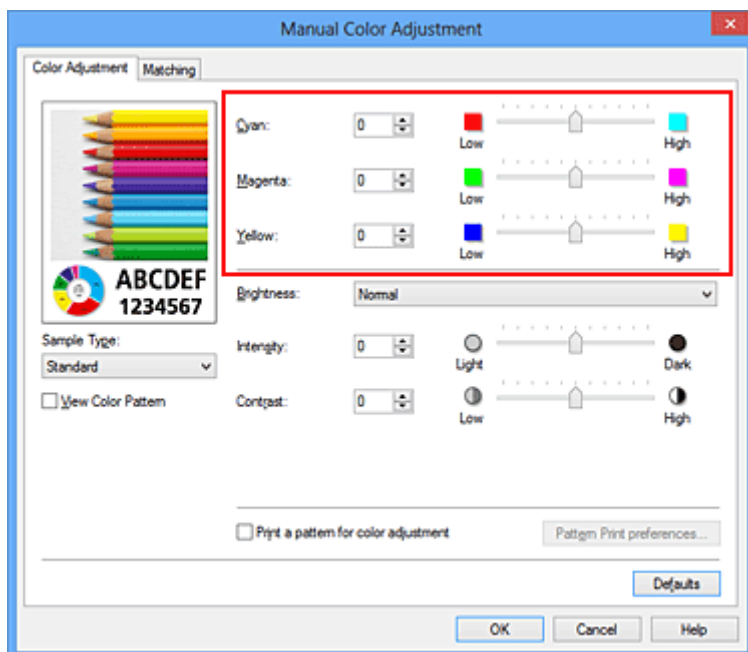 Manual Color Adjustment
x
Color Adjustment Matching
Cyan: 0 Low High
Magenta: 0 Low High
Yellow: 0 Low High
ABCDEF
1234567
Brightness: Normal
Sample Type:
Standard
Intensity: 0 Light Dark
View Color Pattern
Contrast: 0 Low High
Print a pattern for color adjustment Pattern Print preferences...
Defaults
OK Cancel Help